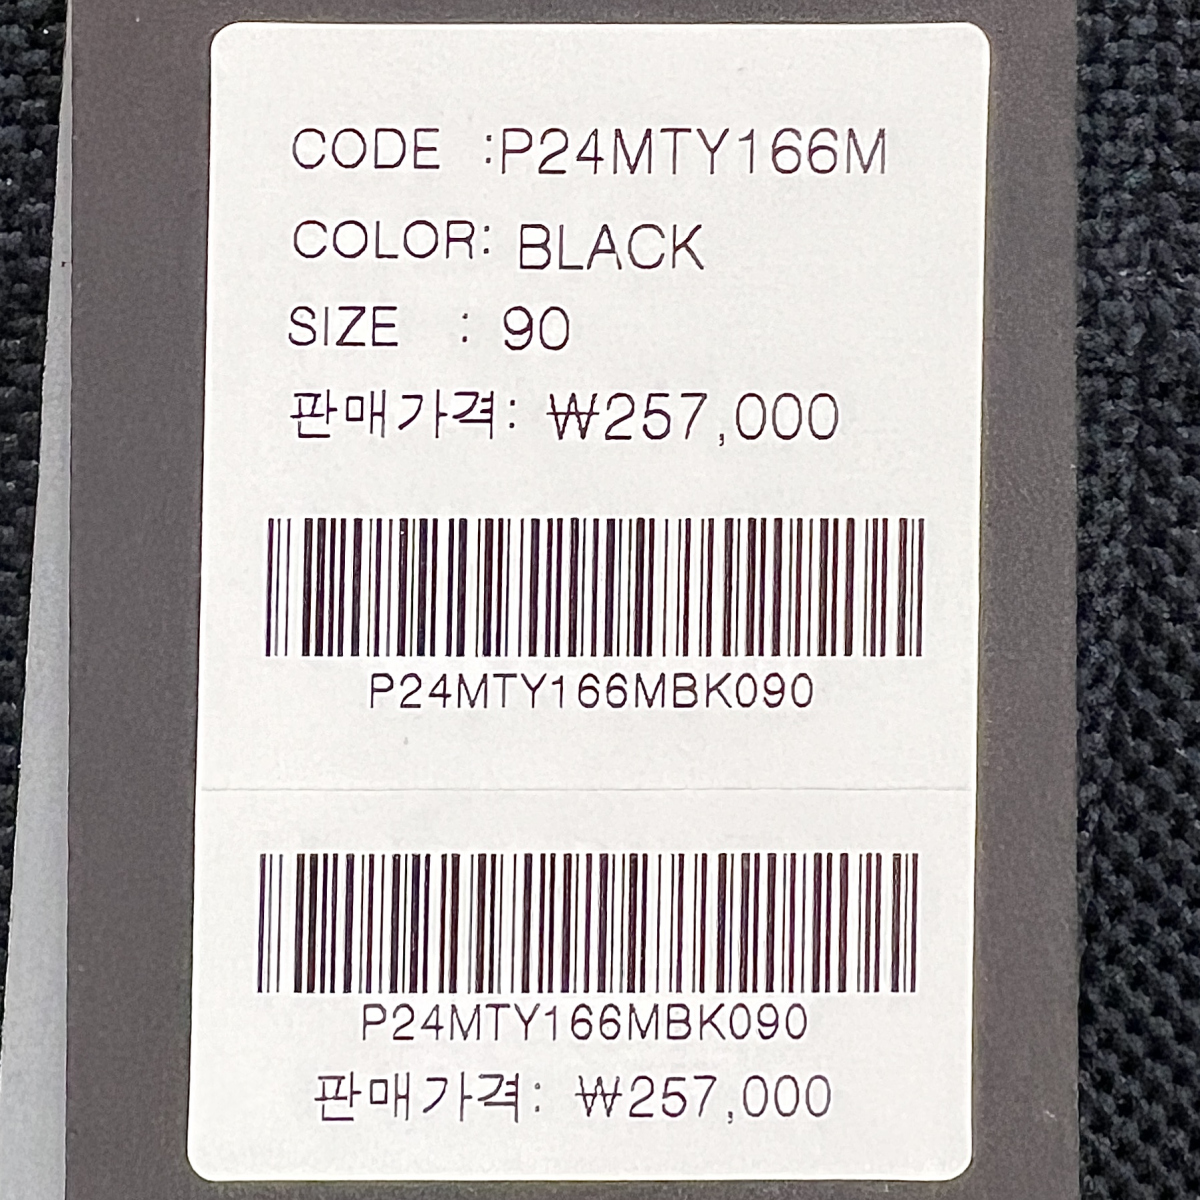 CODE :P24MTY166M
COLOR: BLACK
SIZE : 90
판매가격: ₩257,000
P24MTY166MBK090
P24MTY166MBK090
판매가격: ₩257,000